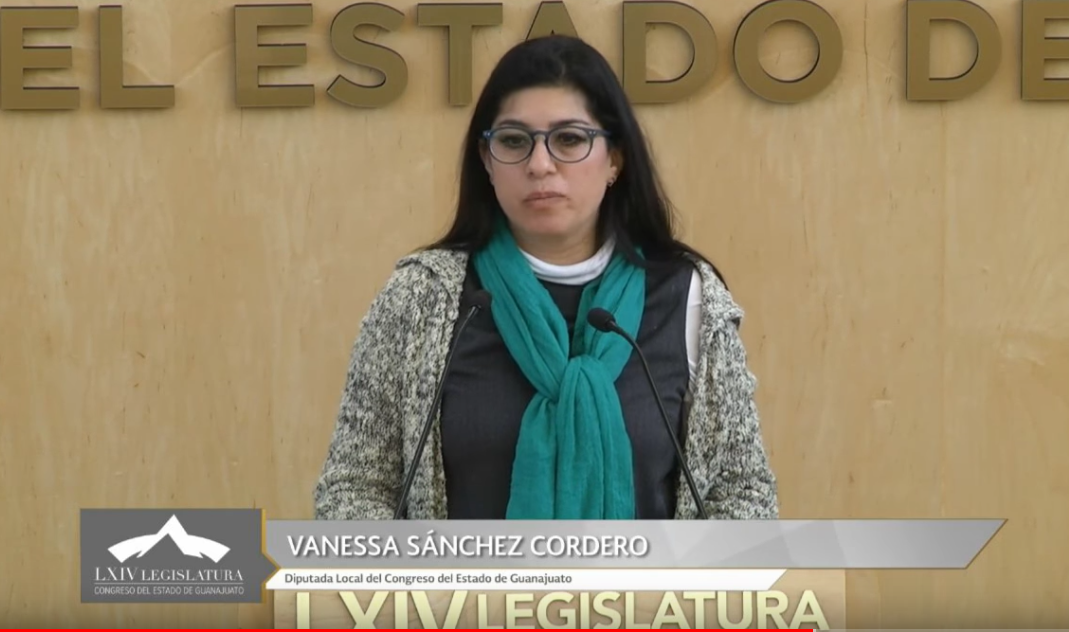 EL ESTADO DE
VANESSA SÁNCHEZ CORDERO
Diputada Local del Congreso del Estado de Guanajuato
LXIV LEGISLATURA
CONGRESO DEL ESTADO DE GUANAJUATO
LXIV LEGISLATURA